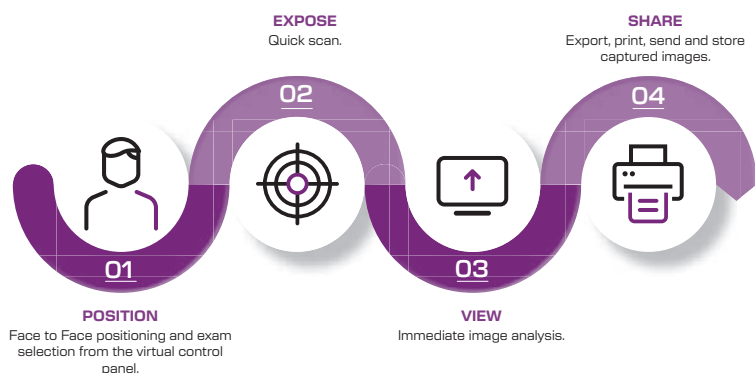 EXPOSE
Quick scan.
SHARE
Export, print, send and store
captured images.
02
04
01
03
POSITION
Face to Face positioning and exam
selection from the virtual control
panel.
VIEW
Immediate image analysis.